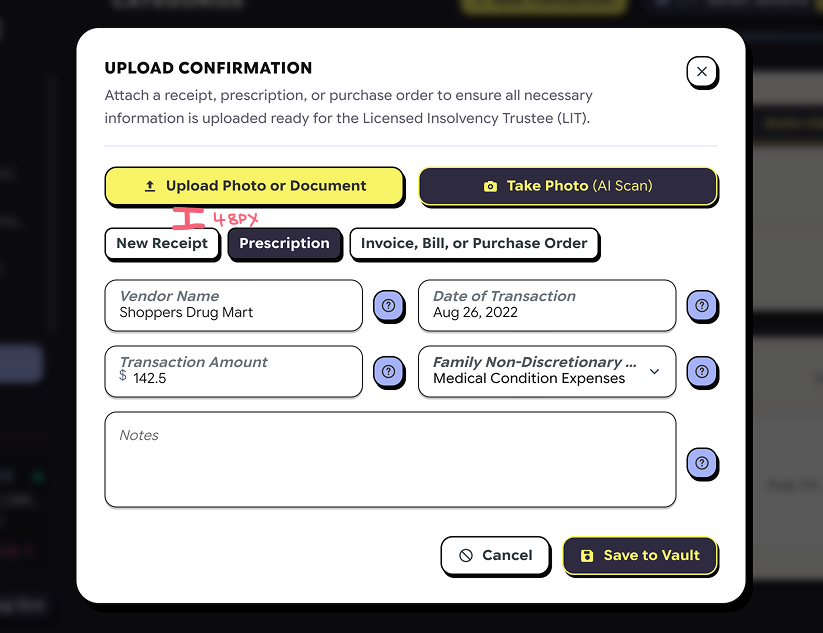 CATEGORIZE
UPLOAD CONFIRMATION
Attach a receipt, prescription, or purchase order to ensure all necessary
information is uploaded ready for the Licensed Insolvency Trustee (LIT).
Upload Photo or Document
Take Photo (AI Scan)
48PX
New Receipt
Prescription
Invoice, Bill, or Purchase Order
Vendor Name
Shoppers Drug Mart
Date of Transaction
Aug 26, 2022
Transaction Amount
$ 142.5
Family Non-Discretionary ...
Medical Condition Expenses
Notes
Cancel
Save to Vault